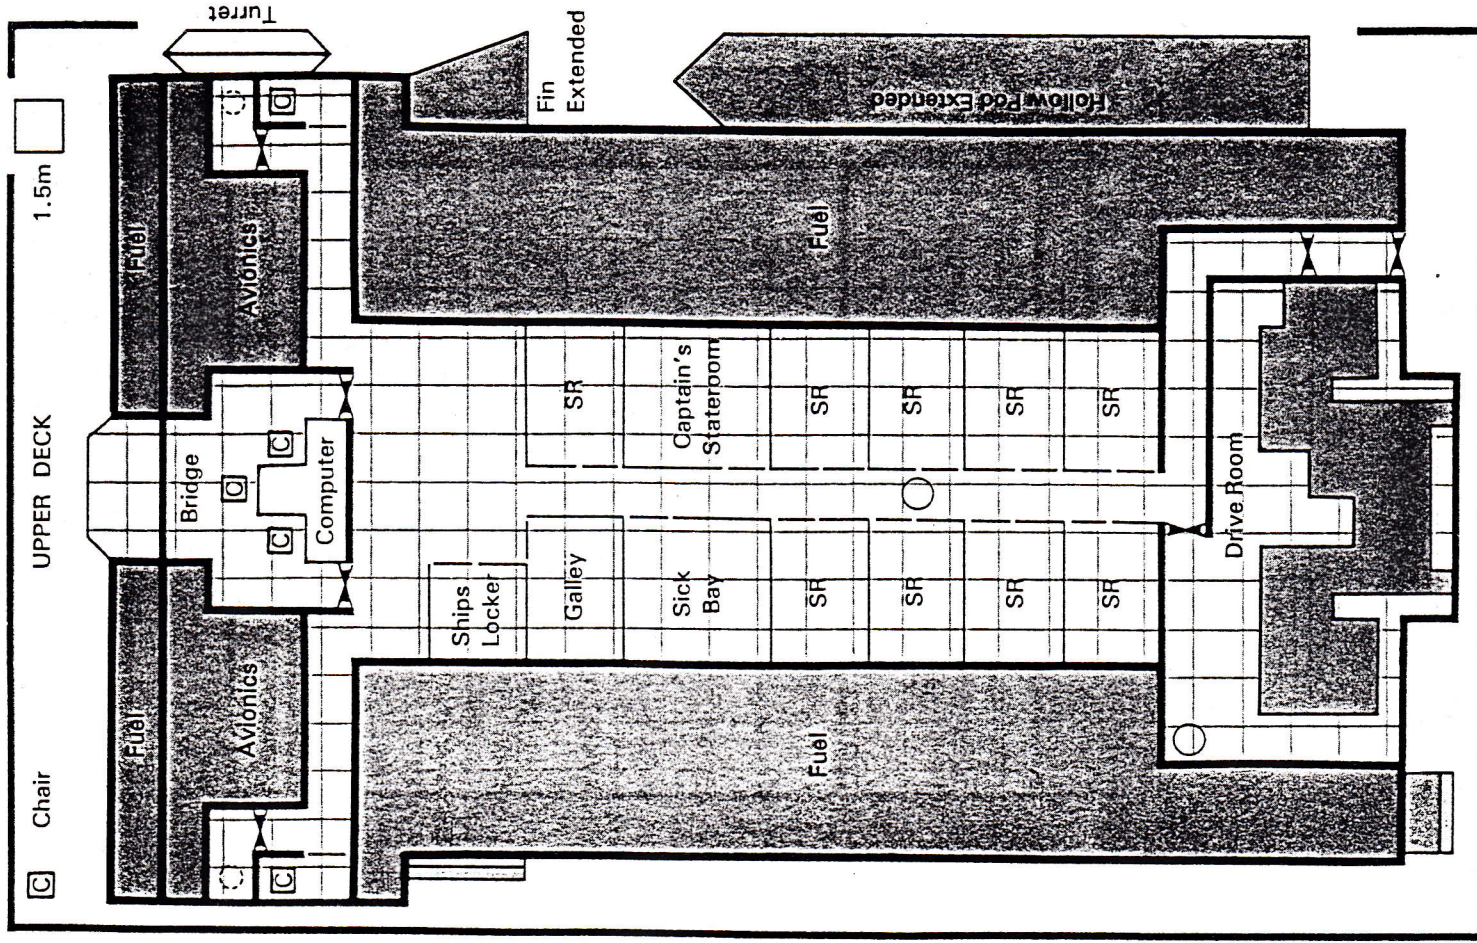 C Chair
UPPER DECK
1.5m
Turret
Fuel
Fuel
Bridge
C
Avionics
Avionics
C
C
C
C
Computer
Ships
Locker
Fin
Extended
Galley
SR
Sick
Bay
Captain's
Stateroom
Fuel
SR
SR
Fuel
Hollow Pod Extended
SR
SR
SR
SR
SR
SR
Drive Room